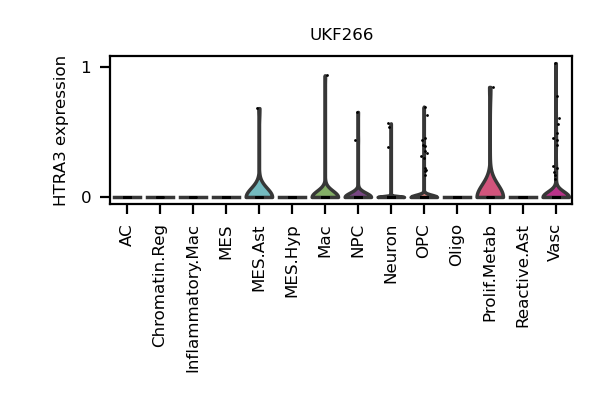 UKF266
HTRA3 expression
1
0
AC
Chromatin.Reg
Inflammatory.Mac
MES
MES.Ast
MES.Hyp
Mac
NPC
Neuron
OPC
Oligo
Prolif.Metab
Reactive.Ast
Vasc